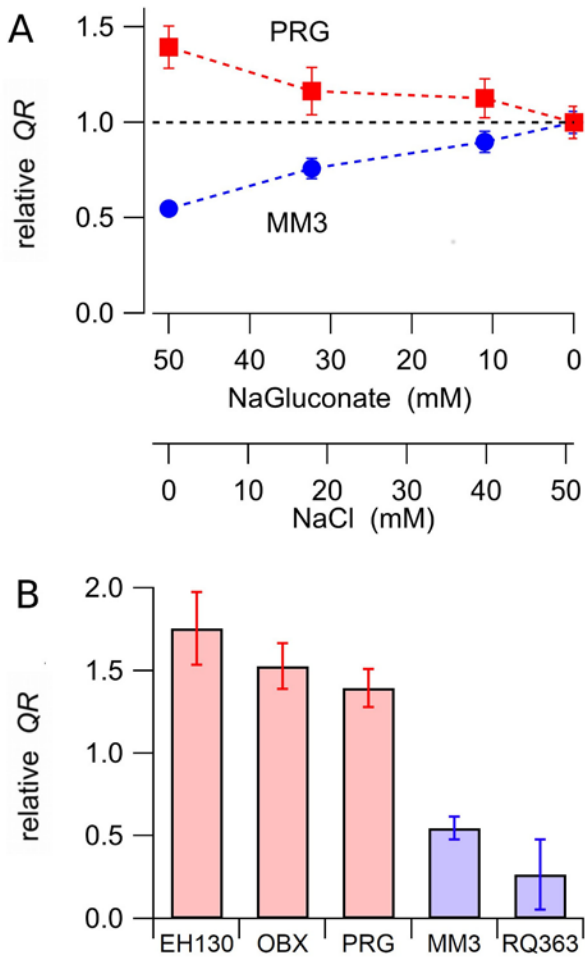 A
relative QR
1.5
1.0
0.5
0.0
PRG
MM3
50 40 30 20 10 0
NaGluconate (mM)
0 10 20 30 40 50
NaCl (mM)
B
relative QR
2.0
1.5
1.0
0.5
0.0
EH130 OBX PRG MM3 RQ363